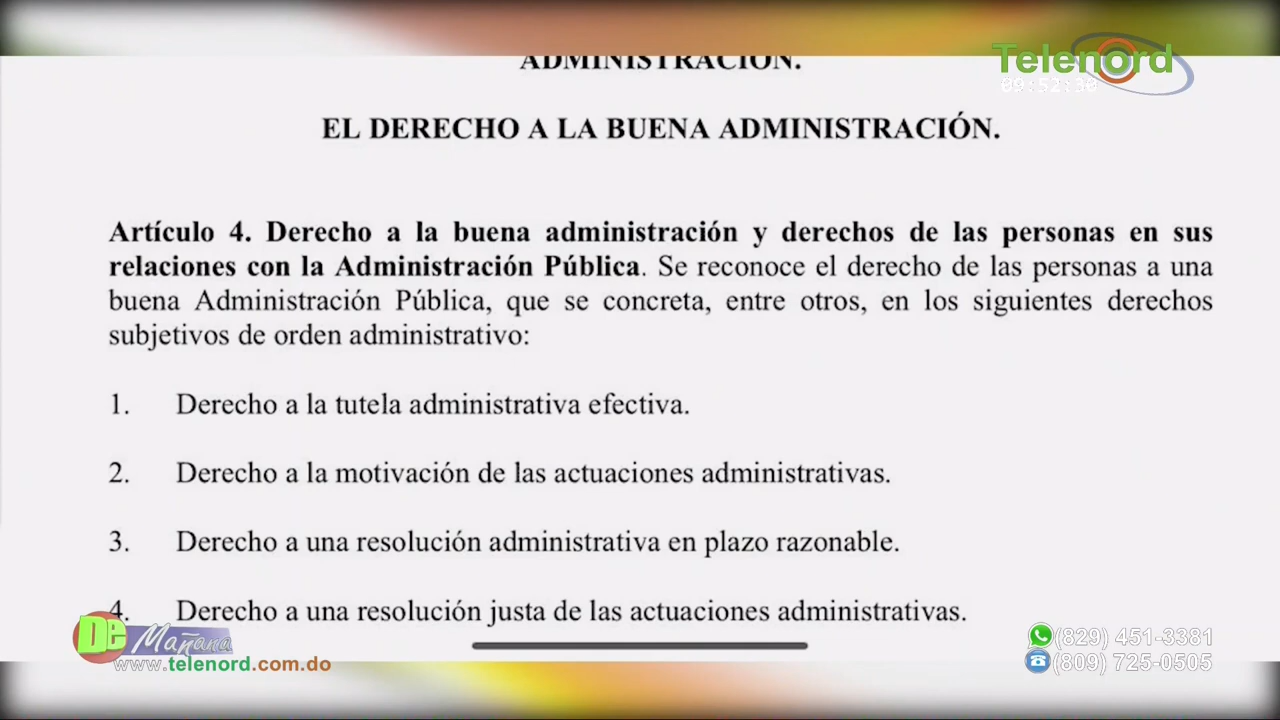 ADMINISTRACIÓN.
Telenord
09:52:30
EL DERECHO A LA BUENA ADMINISTRACIÓN.
Artículo 4. Derecho a la buena administración y derechos de las personas en sus
relaciones con la Administración Pública. Se reconoce el derecho de las personas a una
buena Administración Pública, que se concreta, entre otros, en los siguientes derechos
subjetivos de orden administrativo:
1. Derecho a la tutela administrativa efectiva.
2. Derecho a la motivación de las actuaciones administrativas.
3. Derecho a una resolución administrativa en plazo razonable.
4. Derecho a una resolución justa de las actuaciones administrativas.
De Mañana
www.telenord.com.do
(829) 451-3381
(809) 725-0505